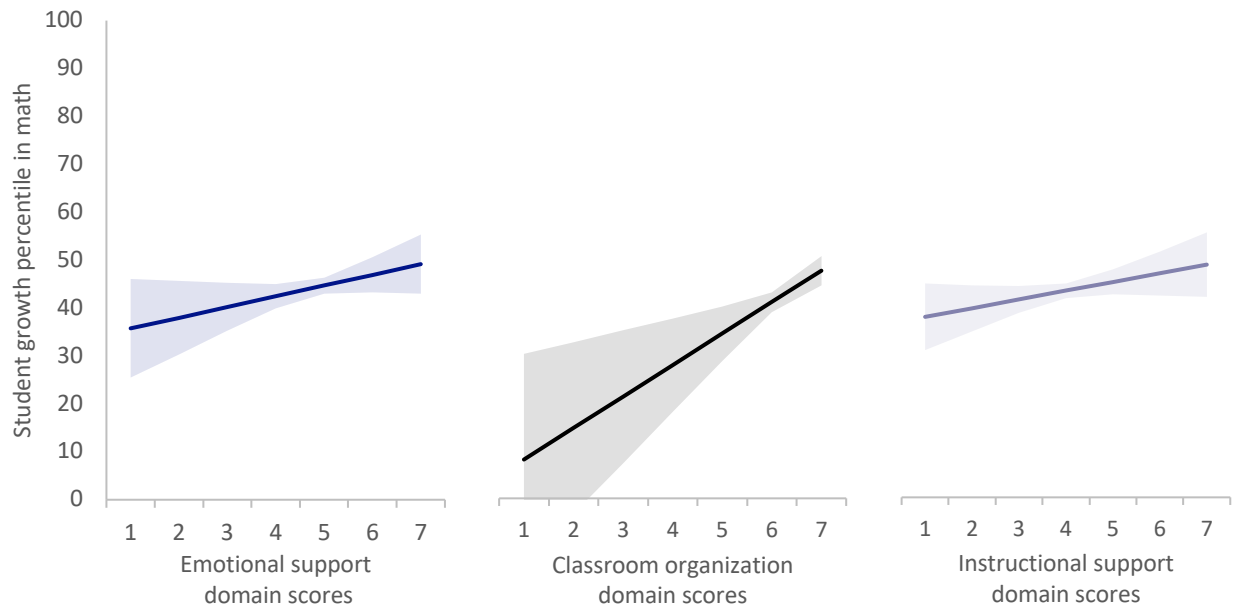 Student growth percentile in math
100
90
80
70
60
50
40
30
20
10
0
1 2 3 4 5 6 7
Emotional support
domain scores
1 2 3 4 5 6 7
Classroom organization
domain scores
1 2 3 4 5 6 7
Instructional support
domain scores